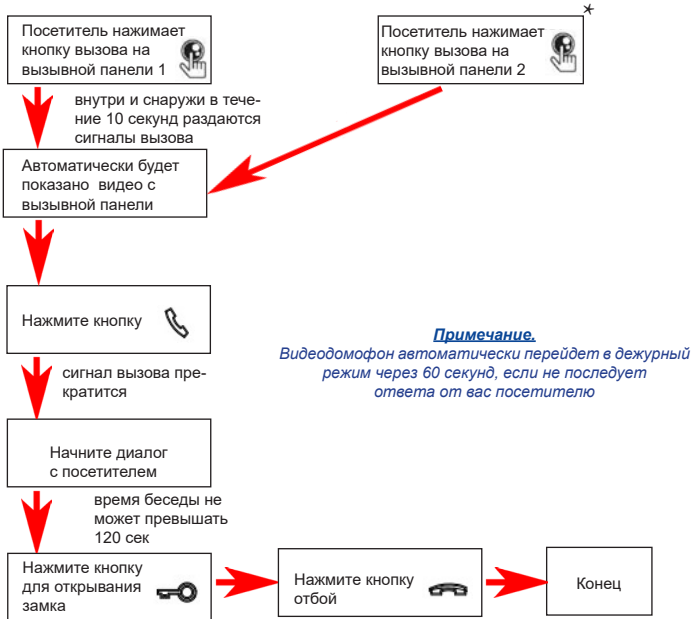 Посетитель нажимает
кнопку вызова на
вызывной панели 1
*
Посетитель нажимает
кнопку вызова на
вызывной панели 2
внутри и снаружи в тече-
ние 10 секунд раздаются
сигналы вызова
Автоматически будет
показано видео с
вызывной панели
Нажмите кнопку
Примечание.
Видеодомофон автоматически перейдет в дежурный
режим через 60 секунд, если не последует
ответа от вас посетителю
сигнал вызова пре-
кратится
Начните диалог
с посетителем
время беседы не
может превышать
120 сек
Нажмите кнопку
для открывания
замка
Нажмите кнопку
отбой
Конец